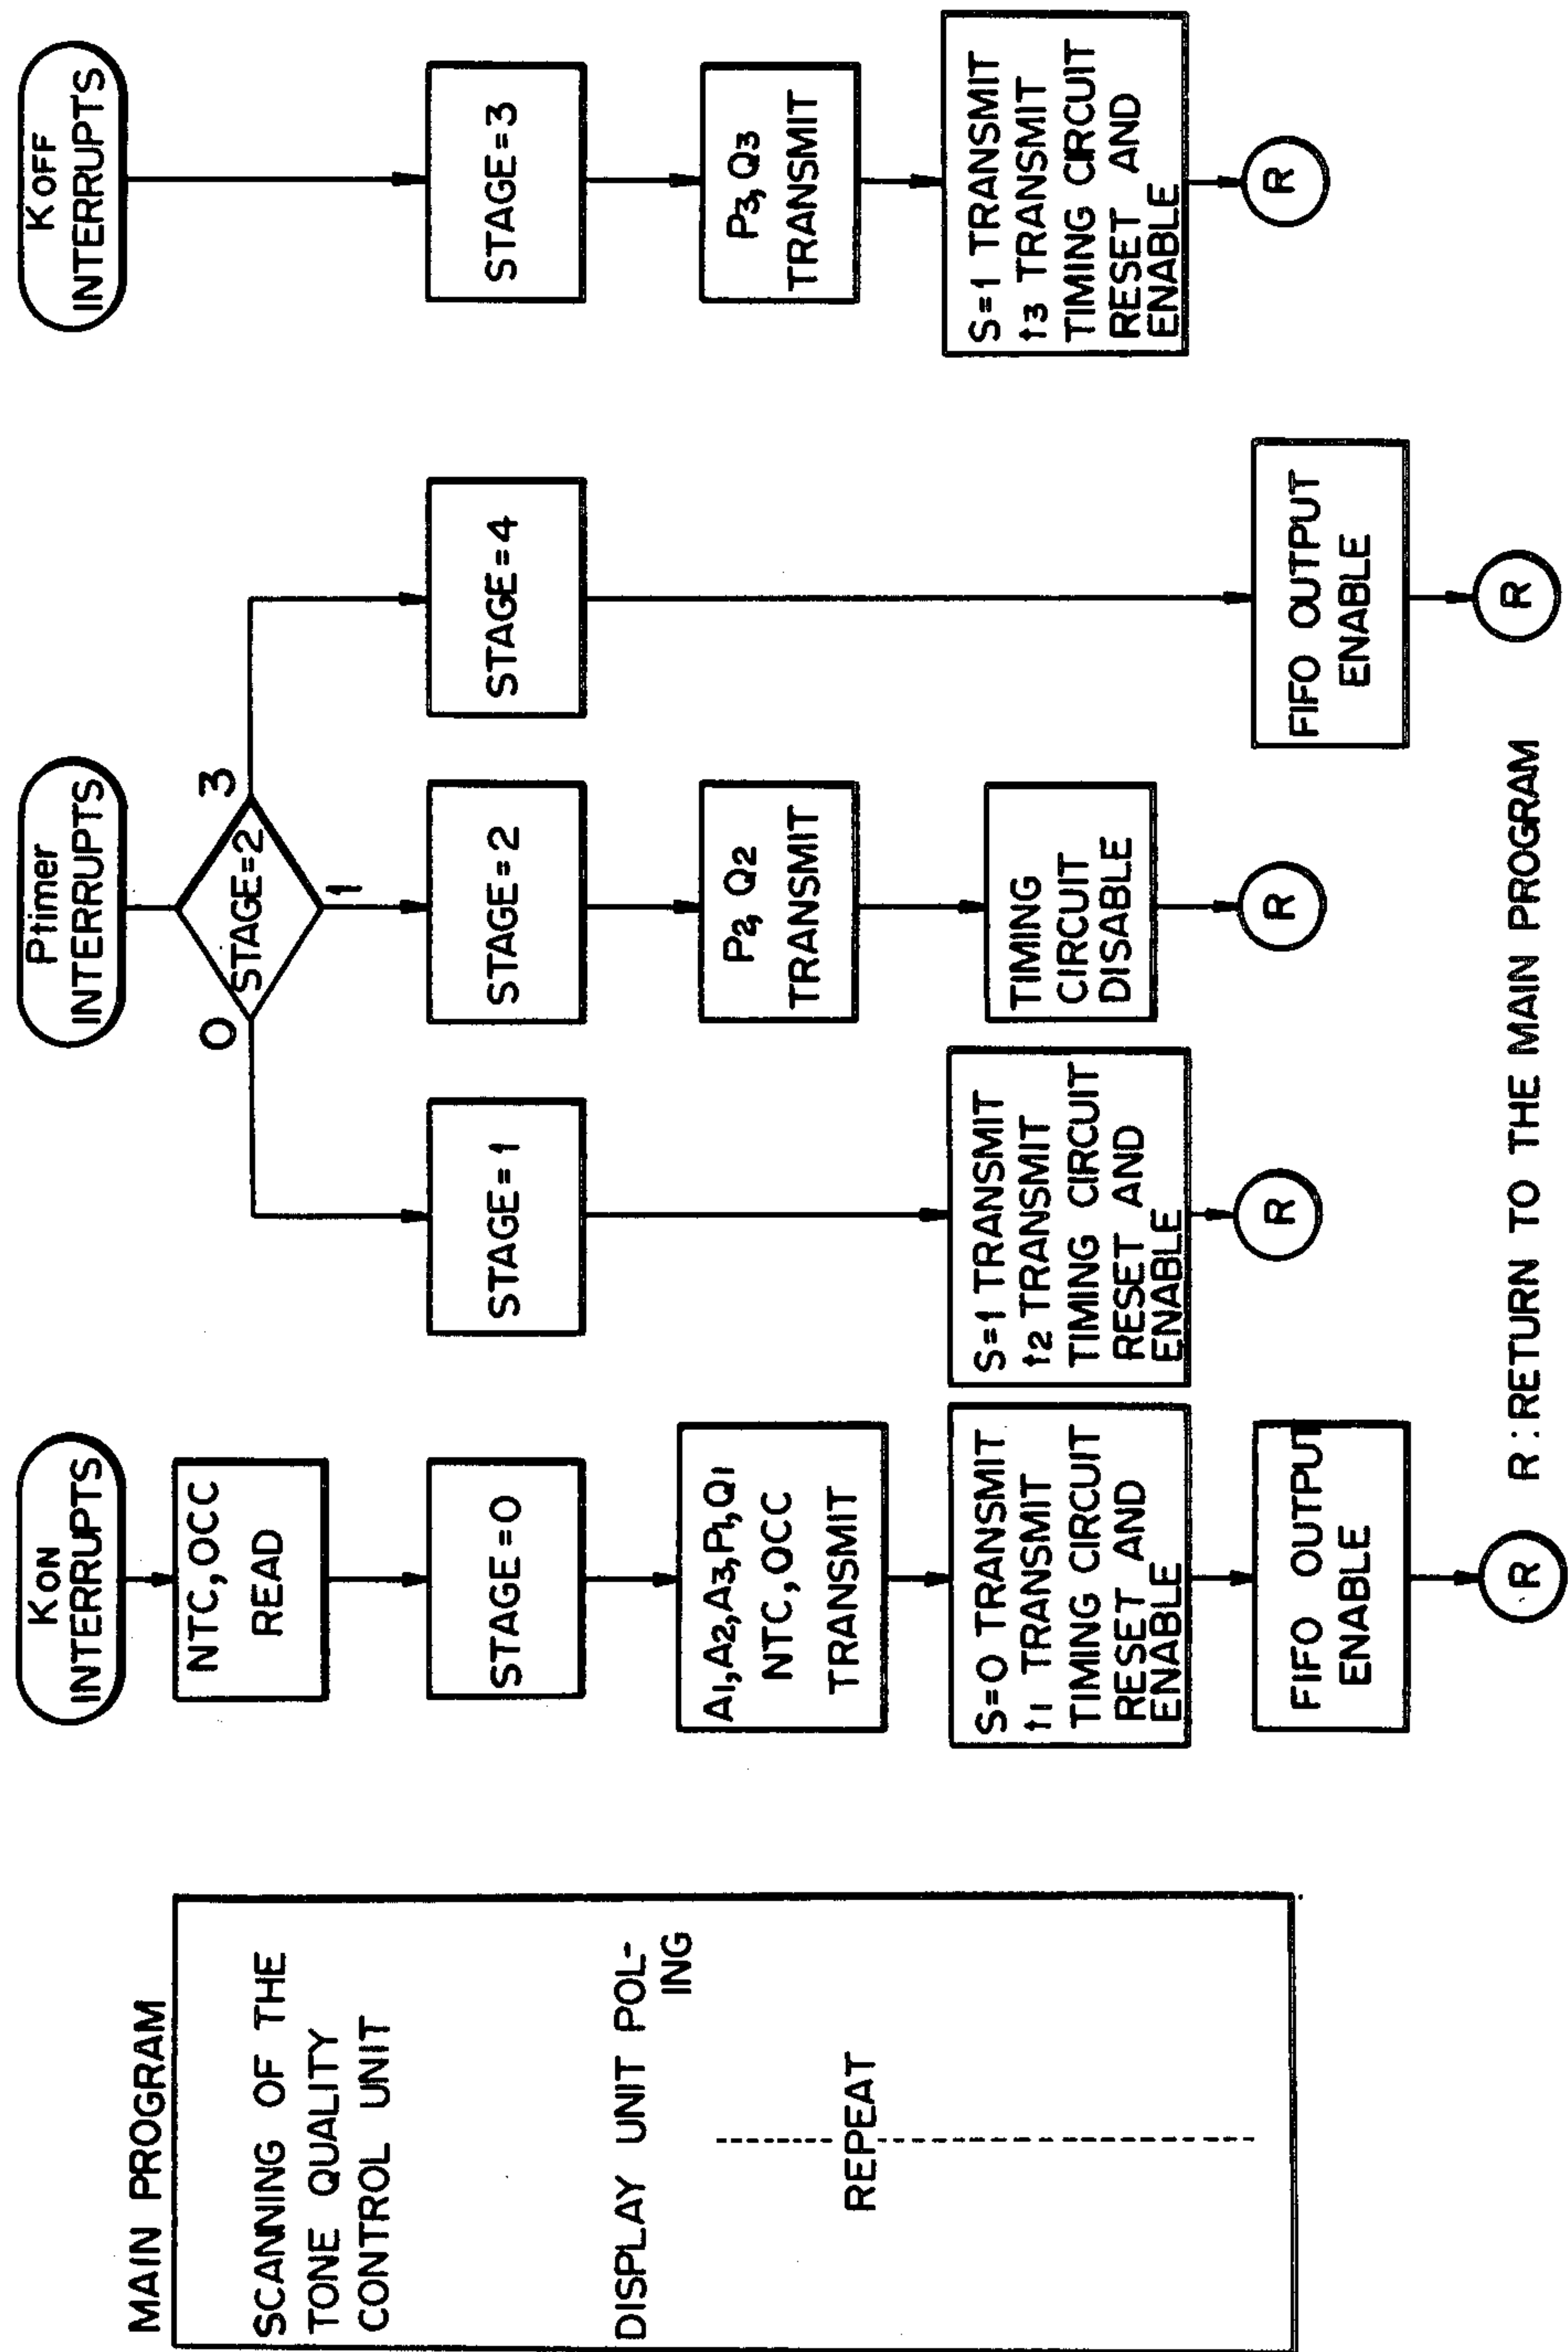 MAIN PROGRAM
SCANNING OF THE
TONE QUALITY
CONTROL UNIT
DISPLAY UNIT POL-
ING
REPEAT
KON
INTERRUPTS
NTC,OCC
READ
STAGE=0
A1,A2,A3,P1,Q1
NTC,OCC
TRANSMIT
S=0 TRANSMIT
t1 TRANSMIT
TIMING CIRCUIT
RESET AND
ENABLE
FIFO OUTPUT
ENABLE
R
Ptimer
INTERRUPTS
STAGE=2
0
1
3
STAGE=1
S=1 TRANSMIT
t2 TRANSMIT
TIMING CIRCUIT
RESET AND
ENABLE
R
STAGE=2
P2, Q2
TRANSMIT
TIMING
CIRCUIT
DISABLE
R
STAGE=4
FIFO OUTPUT
ENABLE
R
KOFF
INTERRUPTS
STAGE=3
P3, Q3
TRANSMIT
S=1 TRANSMIT
t3 TRANSMIT
TIMING CIRCUIT
RESET AND
ENABLE
R
R:RETURN TO THE MAIN PROGRAM